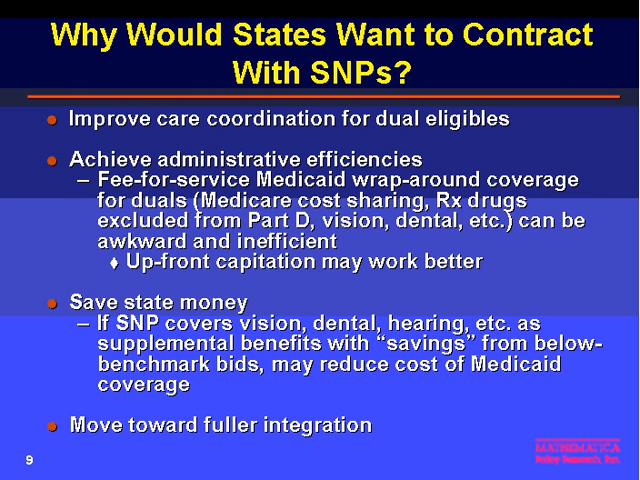 Why Would States Want to Contract
With SNPs?
● Improve care coordination for dual eligibles
● Achieve administrative efficiencies
– Fee-for-service Medicaid wrap-around coverage
for duals (Medicare cost sharing, Rx drugs
excluded from Part D, vision, dental, etc.) can be
awkward and inefficient
♦ Up-front capitation may work better
● Save state money
– If SNP covers vision, dental, hearing, etc. as
supplemental benefits with “savings” from below-
benchmark bids, may reduce cost of Medicaid
coverage
● Move toward fuller integration
9
MATHEMATICA
Policy Research, Inc.